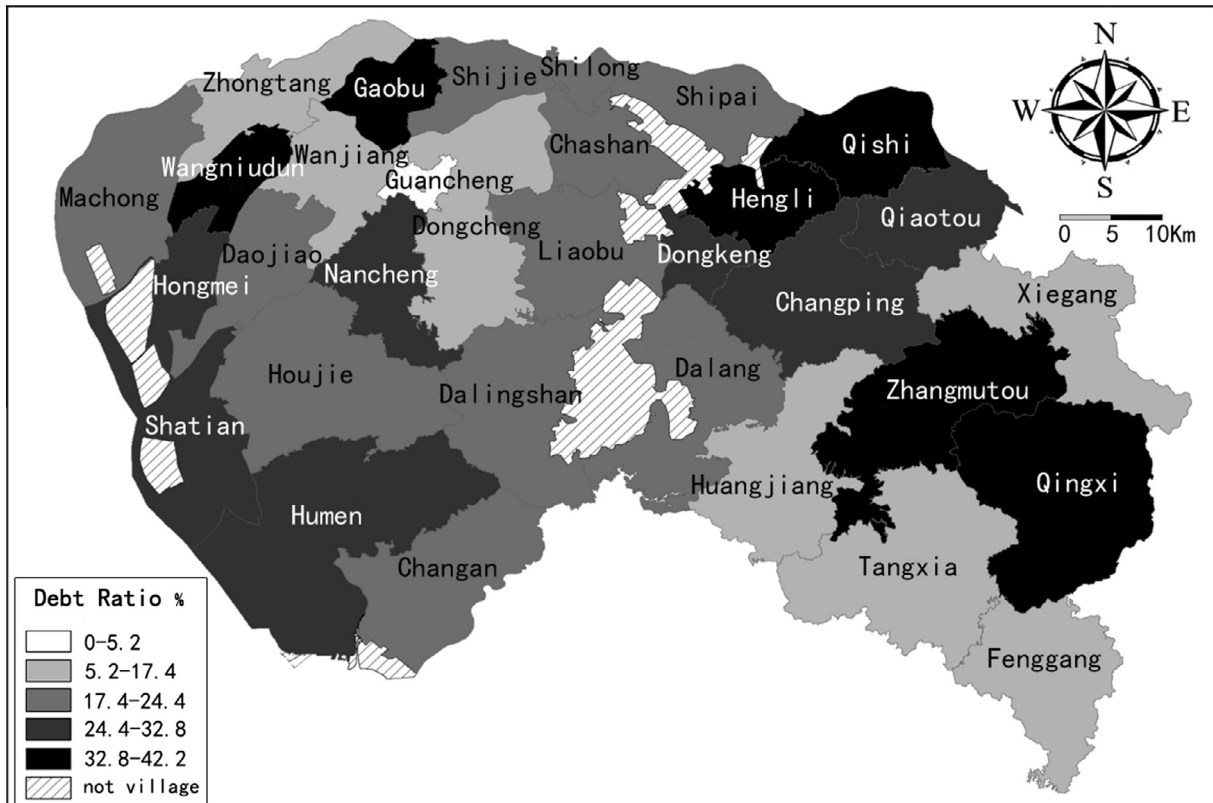 N
W
E
S
0 5 10Km
Zhongtang
Gaobu
Shijie
Shilong
Shipai
Qishi
Wangniudun
Wanjiang
Guancheng
Chashan
Hengli
Qiaotou
Machong
Daojiao
Dongcheng
Liaobu
Dongkeng
Hongmei
Nancheng
Changping
Xiegang
Houjie
Dalingshan
Dalang
Zhangmutou
Shatian
Huangjiang
Qingxi
Humen
Changan
Tangxia
Fenggang
Debt Ratio %
0-5.2
5.2-17.4
17.4-24.4
24.4-32.8
32.8-42.2
not village